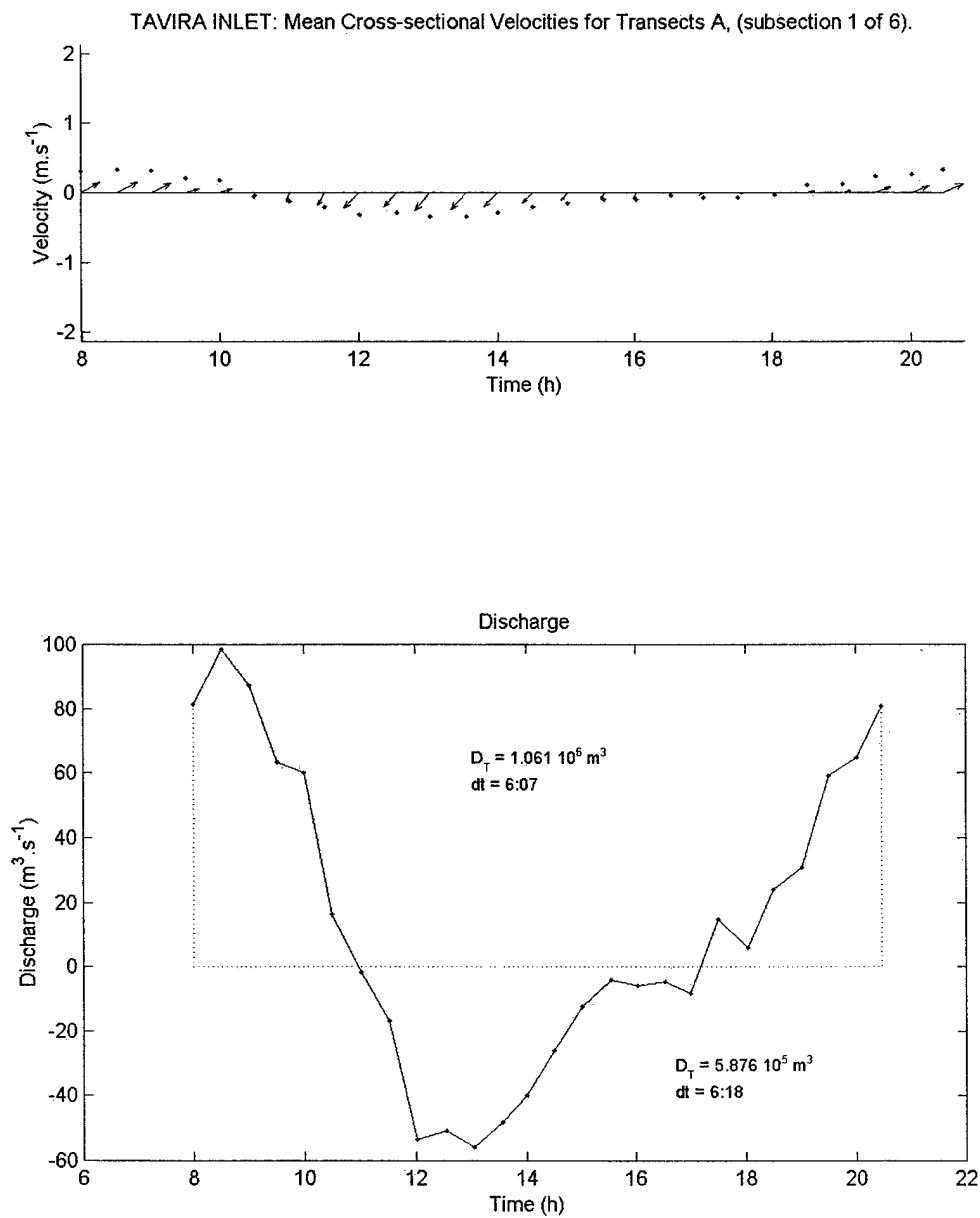 TAVIRA INLET: Mean Cross-sectional Velocities for Transects A, (subsection 1 of 6).
2
1
0
-1
-2
Velocity (m.s⁻¹)
8 10 12 14 16 18 20
Time (h)
Discharge
100
80
60
40
20
0
-20
-40
-60
Discharge (m³.s⁻¹)
D_T = 1.061 10⁶ m³
dt = 6:07
D_T = 5.876 10⁵ m³
dt = 6:18
6 8 10 12 14 16 18 20 22
Time (h)